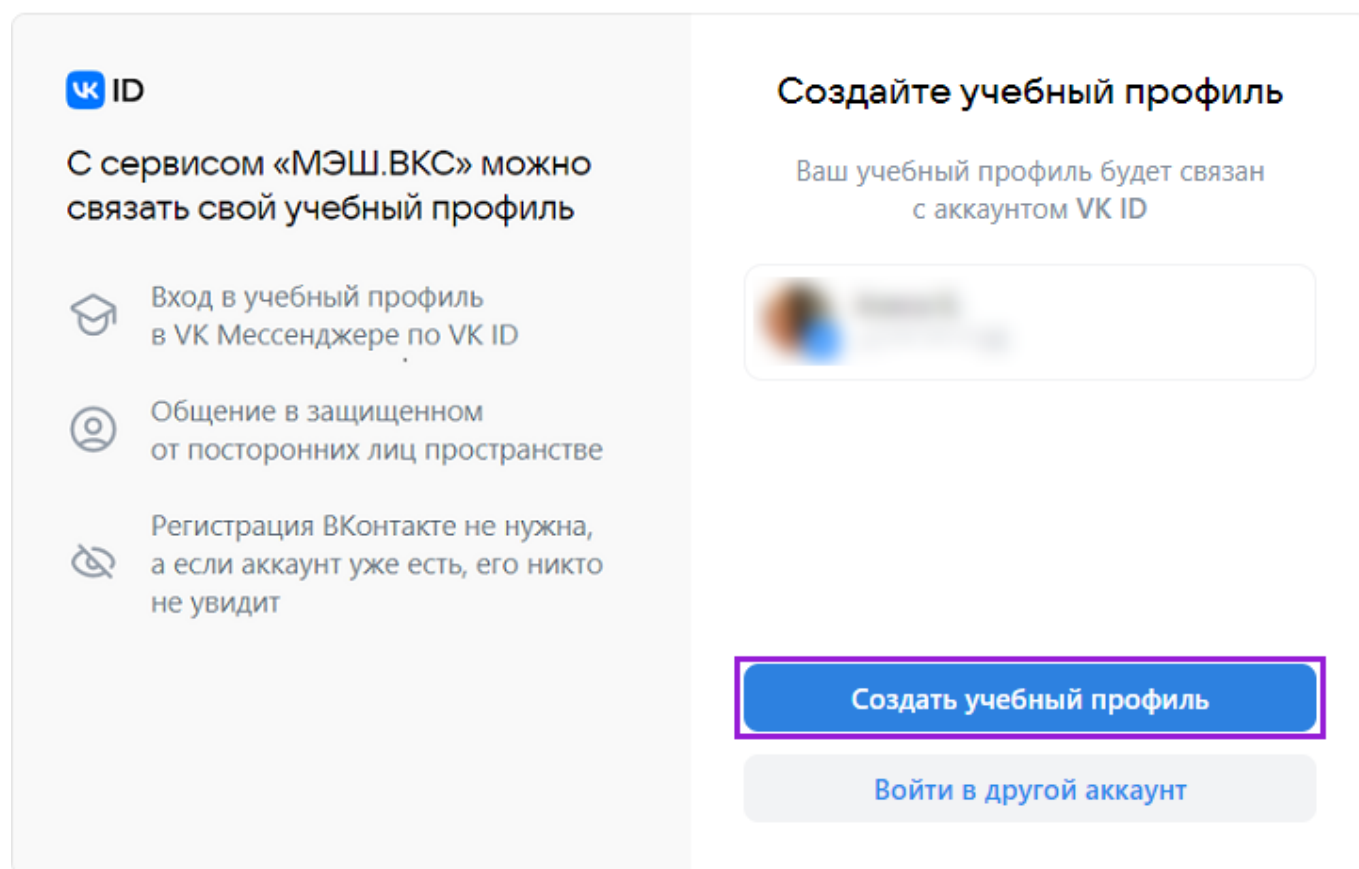 VK ID
С сервисом «МЭШ.ВКС» можно
связать свой учебный профиль
Вход в учебный профиль
в VK Мессенджере по VK ID
Общение в защищенном
от посторонних лиц пространстве
Регистрация ВКонтакте не нужна,
а если аккаунт уже есть, его никто
не увидит
Создайте учебный профиль
Ваш учебный профиль будет связан
с аккаунтом VK ID
Создать учебный профиль
Войти в другой аккаунт